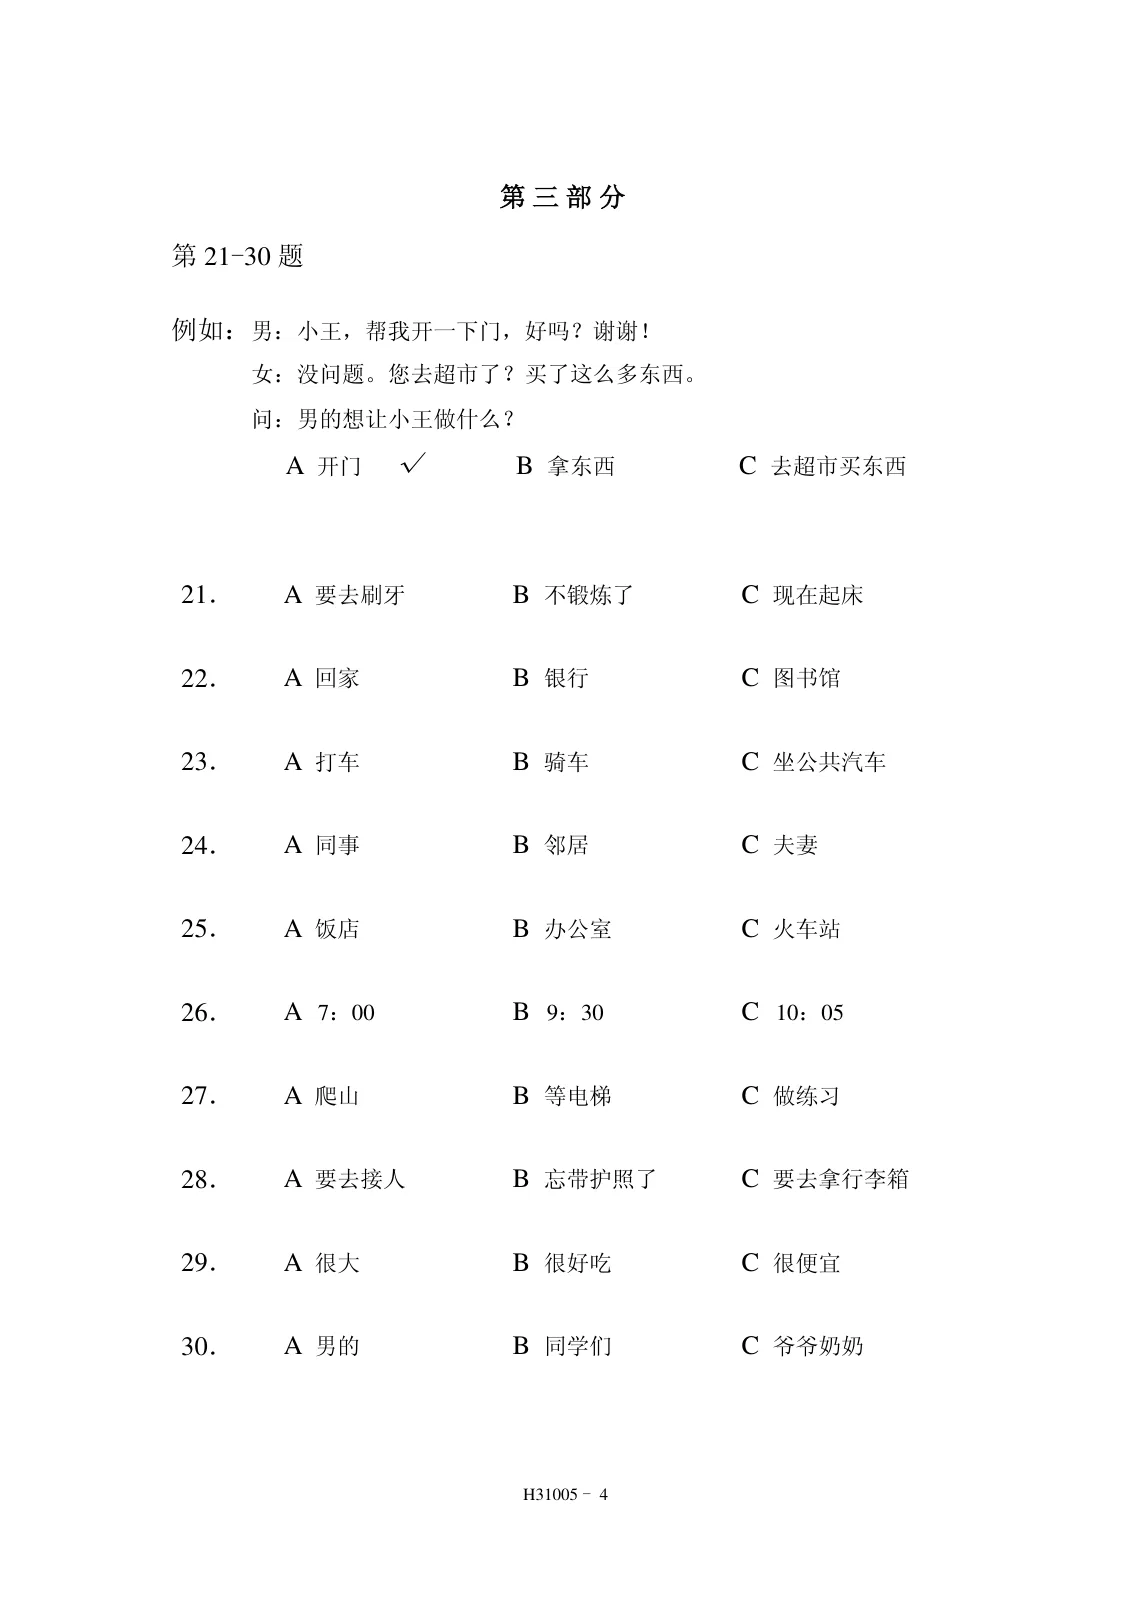 第三部分
第 21-30 题
例如：男：小王，帮我开一下门，好吗？谢谢！
女：没问题。您去超市了？买了这么多东西。
问：男的想让小王做什么？
A 开门 √ B 拿东西 C 去超市买东西
21． A 要去刷牙 B 不锻炼了 C 现在起床
22． A 回家 B 银行 C 图书馆
23． A 打车 B 骑车 C 坐公共汽车
24． A 同事 B 邻居 C 夫妻
25． A 饭店 B 办公室 C 火车站
26． A 7：00 B 9：30 C 10：05
27． A 爬山 B 等电梯 C 做练习
28． A 要去接人 B 忘带护照了 C 要去拿行李箱
29． A 很大 B 很好吃 C 很便宜
30． A 男的 B 同学们 C 爷爷奶奶
H31005- 4